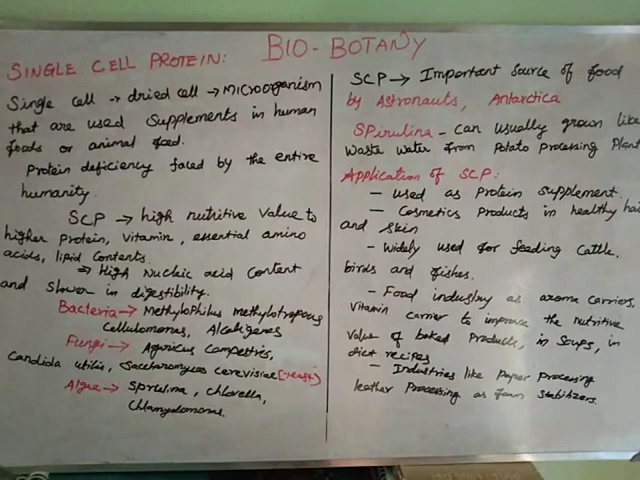 BIO-BOTANY
SINGLE CELL PROTEIN:
Single cell → dried cell → MICROORGANISM
that are used Supplements in human
foods or animal feed.
Protein deficiency faced by the entire
humanity.
SCP → high nutritive value to
higher protein, vitamin, essential amino
acids, lipid contents.
⇒ High Nucleic acid content
and slower in digestibility.
Bacteria → Methylophilus methylotropous
Cellulomonas, Alcaligenes
Fungi → Agaricus campestris,
Candida utilis, Saccharomyces cerevisiae (yeast)
Algae → Spirulina, Chlorella,
Chlamydomonas.
SCP → Important Source of food
by Astronauts, Antarctica
SPirulina - can usually grown like
Waste water from Potato Processing Plant
Application of SCP:
- used as Protein supplement.
- Cosmetics Products in healthy hair
and skin
- Widely used for feeding Cattle,
birds and fishes.
- Food industry as aroma carriers,
Vitamin carrier to improve the nutritive
Value of baked Products, in Soups, in
diet recipes
- Industries like Paper Processing
leather Processing as foam Stabilizers.